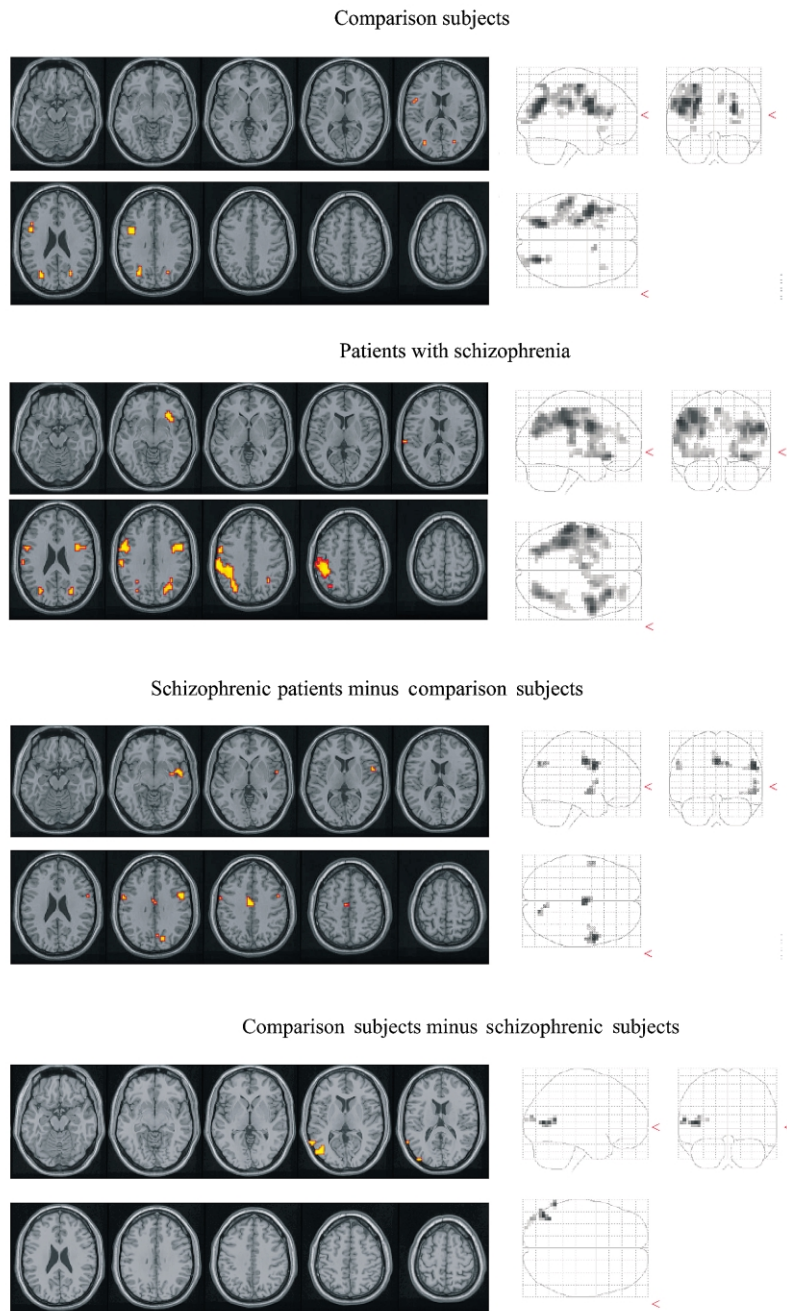 Comparison subjects
Patients with schizophrenia
Schizophrenic patients minus comparison subjects
Comparison subjects minus schizophrenic subjects